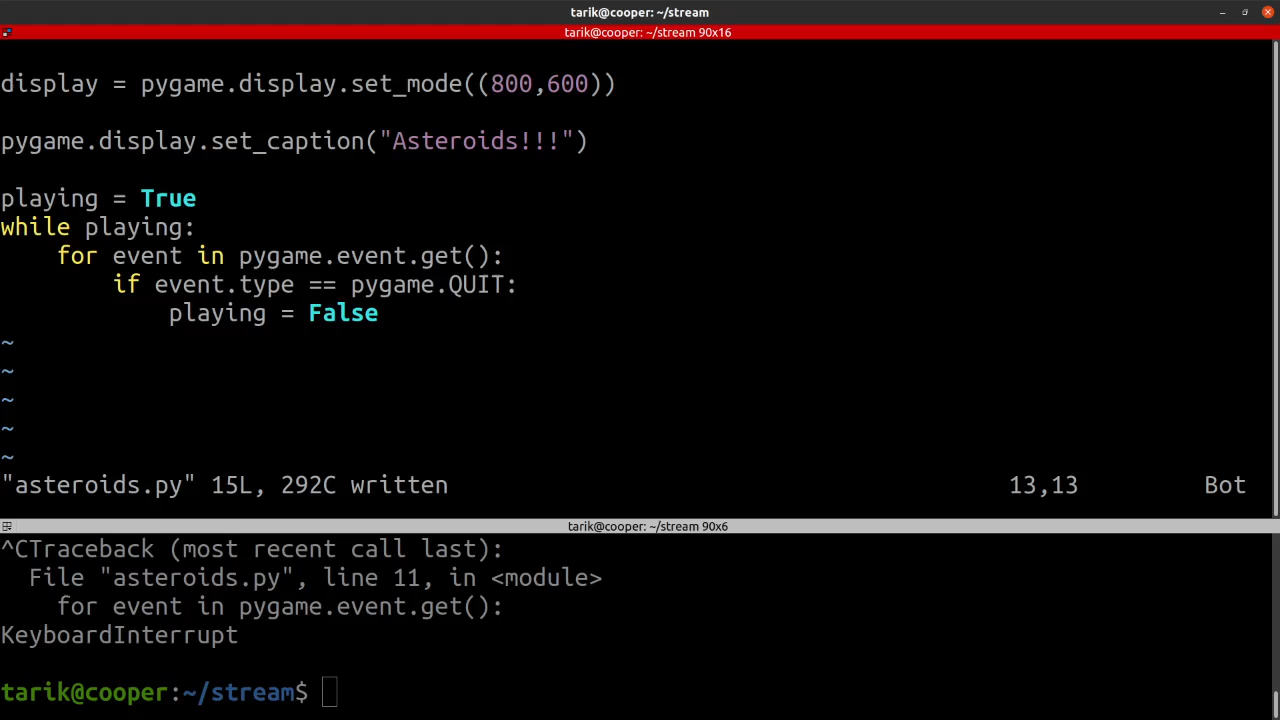 tarik@cooper: ~/stream
tarik@cooper: ~/stream 90x16
display = pygame.display.set_mode((800,600))
pygame.display.set_caption("Asteroids!!!")
playing = True
while playing:
    for event in pygame.event.get():
        if event.type == pygame.QUIT:
            playing = False
~
~
~
~
~
"asteroids.py" 15L, 292C written 13,13 Bot
tarik@cooper: ~/stream 90x6
^CTraceback (most recent call last):
  File "asteroids.py", line 11, in <module>
    for event in pygame.event.get():
KeyboardInterrupt
tarik@cooper:~/stream$